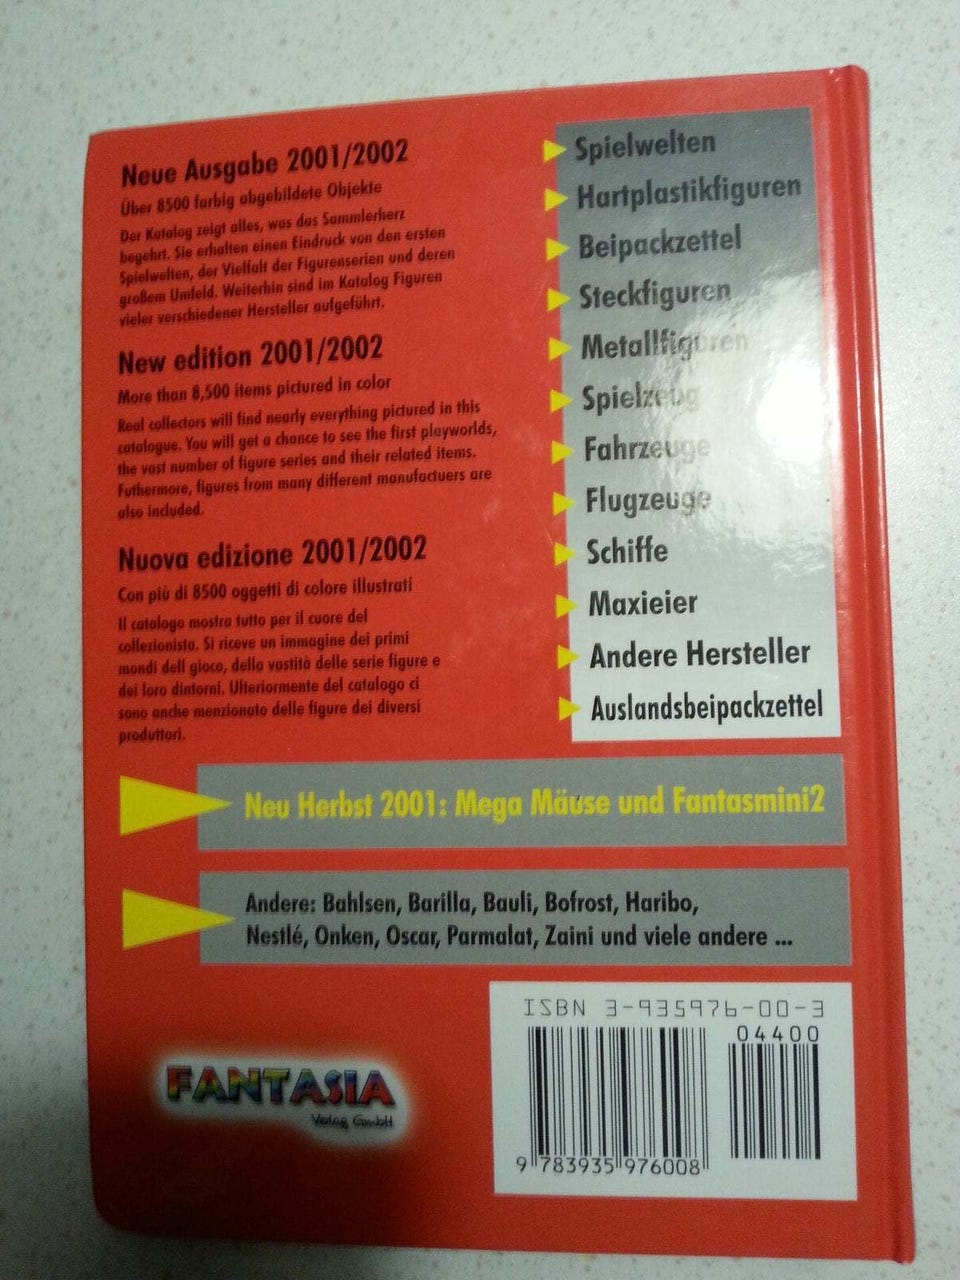 Neue Ausgabe 2001/2002
Über 8500 farbig abgebildete Objekte
Der Katalog zeigt alles, was das Sammlerherz
begehrt. Sie erhalten einen Eindruck von den ersten
Spielwelten, der Vielfalt der Figurenserien und deren
großem Umfeld. Weiterhin sind im Katalog Figuren
vieler verschiedener Hersteller aufgeführt.
New edition 2001/2002
More than 8,500 items pictured in color
Real collectors will find nearly everything pictured in this
catalogue. You will get a chance to see the first playworlds,
the vast number of figure series and their related items.
Futhermore, figures from many different manufactuers are
also included.
Nuova edizione 2001/2002
Con più di 8500 oggetti di colore illustrati
Il catalogo mostra tutto per il cuore del
collezionista. Si riceve un immagine dei primi
mondi dell gioco, della vastità delle serie figure e
dei loro dintorni. Ulteriormente del catalogo ci
sono anche menzionato delle figure dei diversi
produttori.
Spielwelten
Hartplastikfiguren
Beipackzettel
Steckfiguren
Metallfiguren
Spielzeug
Fahrzeuge
Flugzeuge
Schiffe
Maxieier
Andere Hersteller
Auslandsbeipackzettel
Neu Herbst 2001: Mega Mäuse und Fantasmini2
Andere: Bahlsen, Barilla, Bauli, Bofrost, Haribo,
Nestlé, Onken, Oscar, Parmalat, Zaini und viele andere ...
FANTASIA
Verlag GmbH
ISBN 3-935976-00-3
04400
9 783935 976008